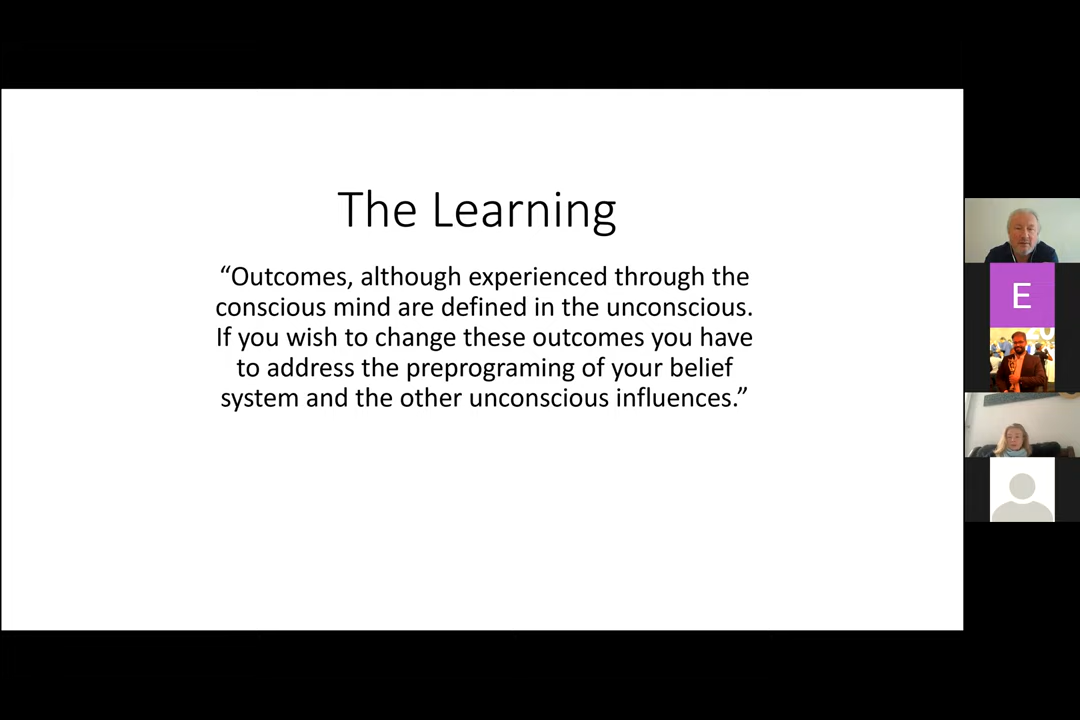 The Learning
“Outcomes, although experienced through the
conscious mind are defined in the unconscious.
If you wish to change these outcomes you have
to address the preprograming of your belief
system and the other unconscious influences.”
E